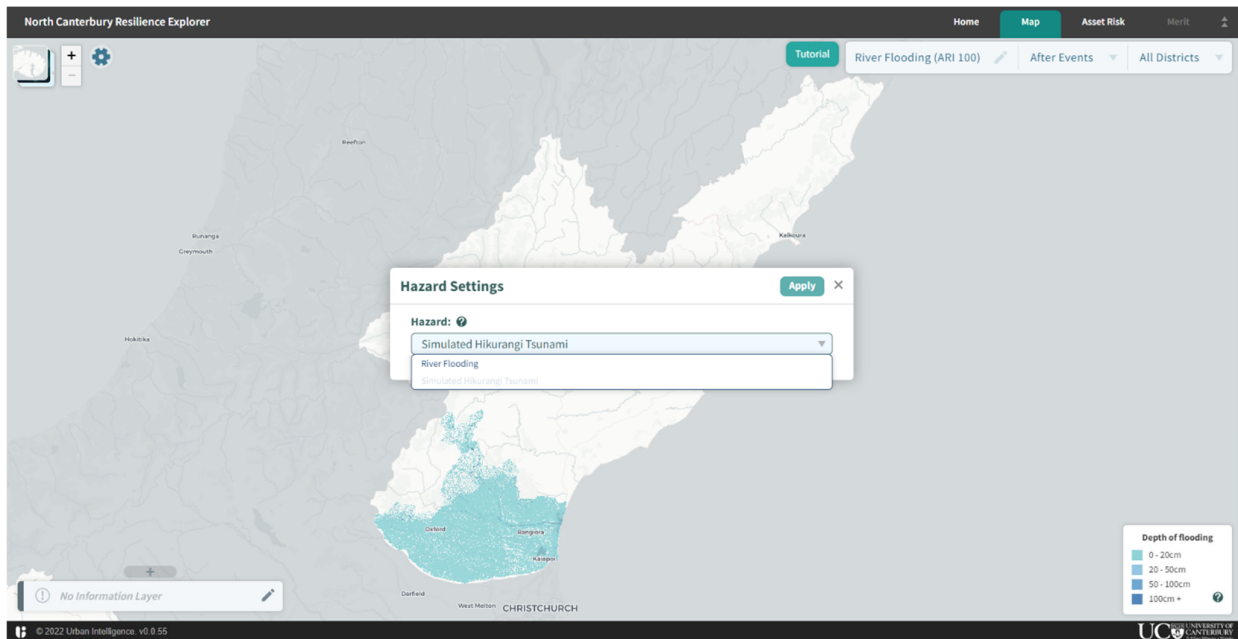 North Canterbury Resilience Explorer
Home Map Asset Risk Merit
+
−
Tutorial
River Flooding (ARI 100) After Events All Districts
Reefton
Runanga
Greymouth
Kaikoura
Hokitika
Hazard Settings
Apply ×
Hazard: ?
Simulated Hikurangi Tsunami
River Flooding
Simulated Hikurangi Tsunami
Oxford
Rangiora
Kaiapoi
Darfield
West Melton
CHRISTCHURCH
+
No Information Layer
Depth of flooding
0 - 20cm
20 - 50cm
50 - 100cm
100cm +
?
© 2022 Urban Intelligence. v0.0.55
UC UNIVERSITY OF
CANTERBURY